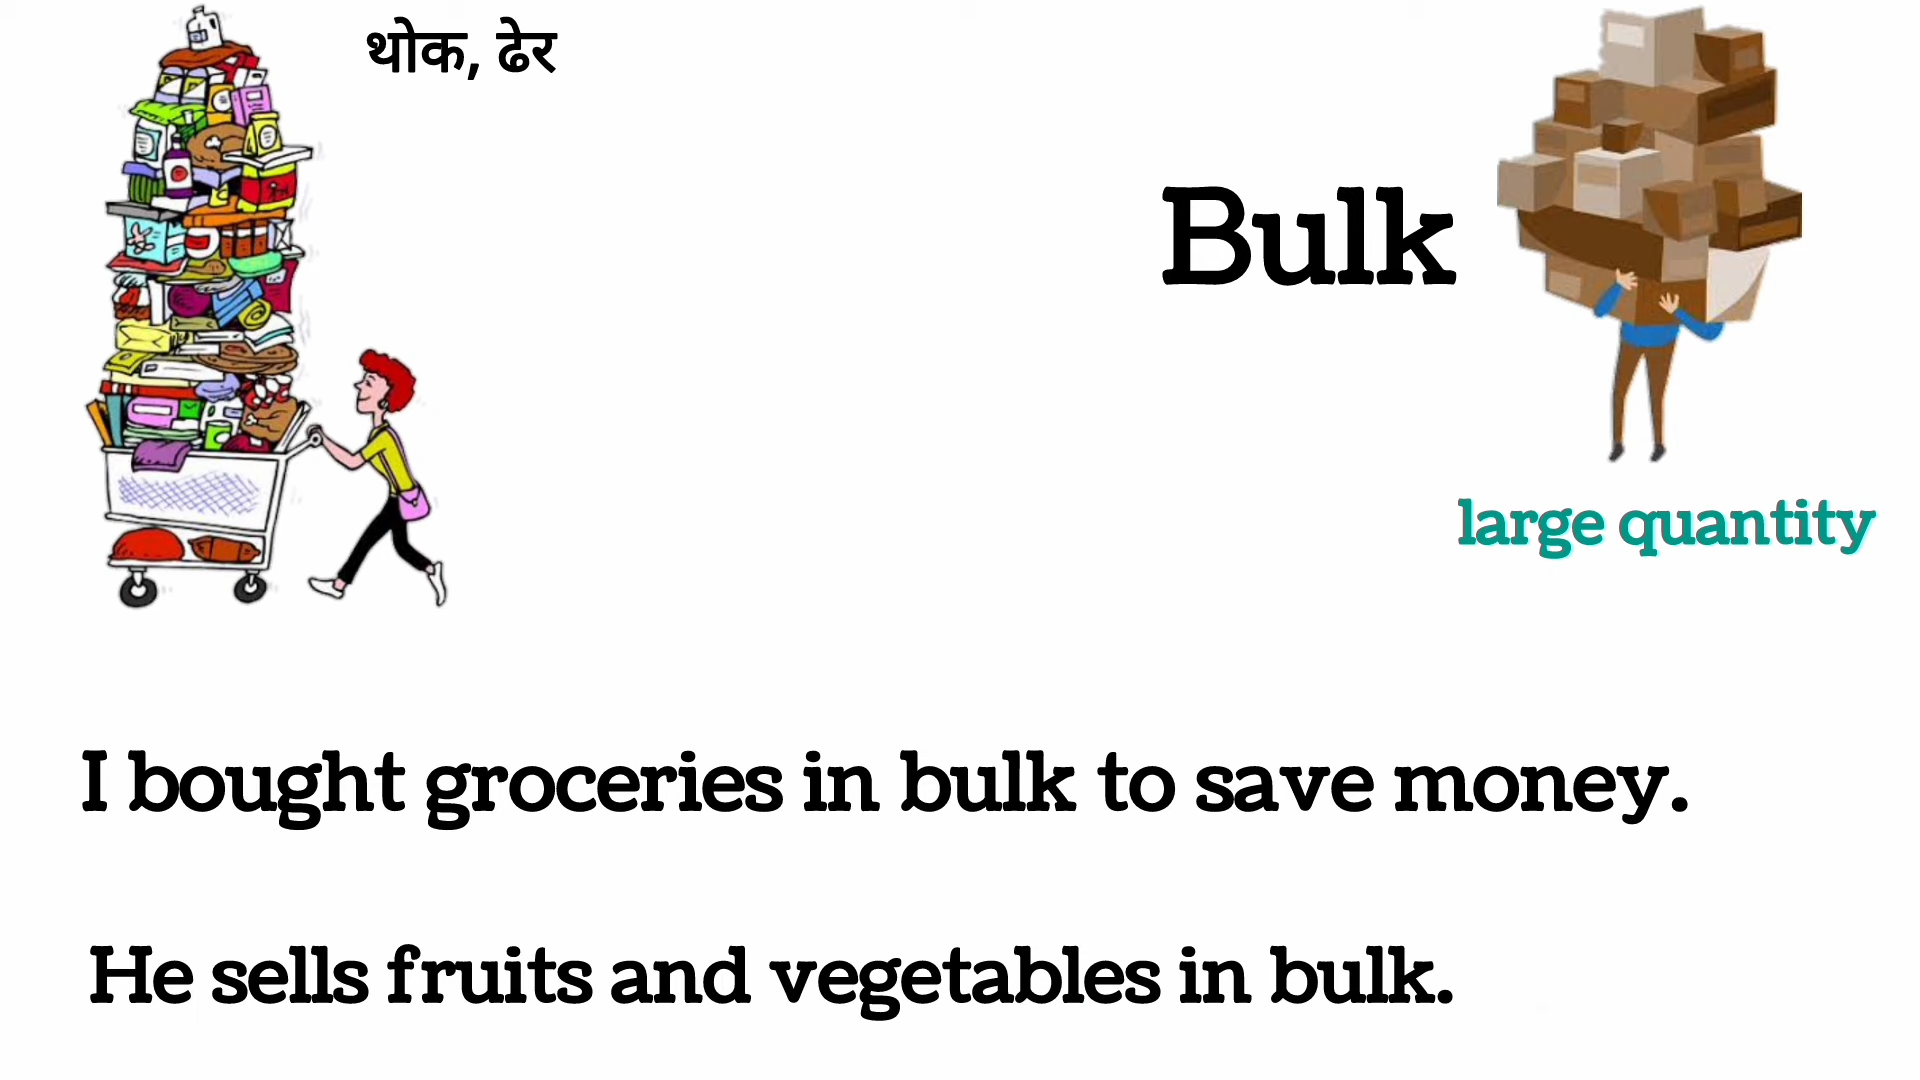 थोक, ढेर
Bulk
large quantity
I bought groceries in bulk to save money.
He sells fruits and vegetables in bulk.